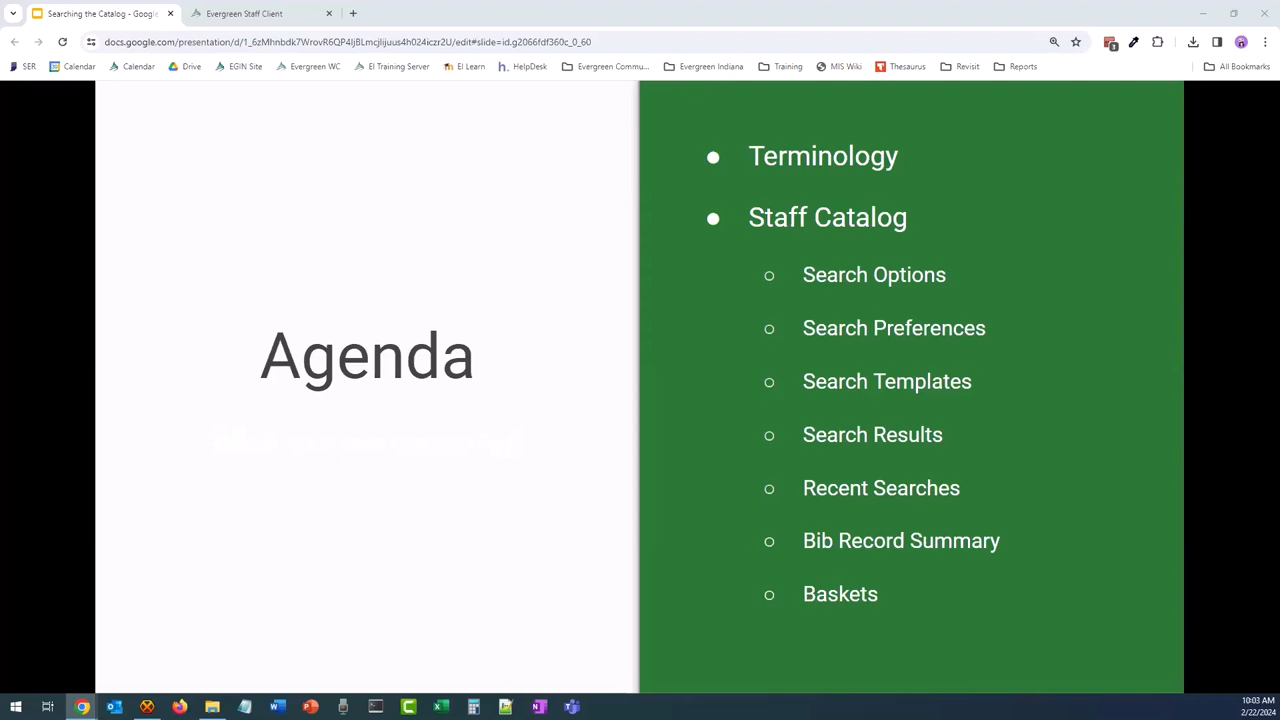 Searching the Catalog - Google
Evergreen Staff Client
docs.google.com/presentation/d/1_6zMhnbdk7WrovR6QP4IjBLmcjIijuus4h024iczr2U/edit#slide=id.g2066fdf360c_0_60
SER
Calendar
Calendar
Drive
EGIN Site
Evergreen WC
EI Training Server
EI Learn
HelpDesk
Evergreen Commu...
Evergreen Indiana
Training
MIS Wiki
Thesaurus
Revisit
Reports
All Bookmarks
Agenda
Terminology
Staff Catalog
Search Options
Search Preferences
Search Templates
Search Results
Recent Searches
Bib Record Summary
Baskets
10:03 AM
2/22/2024